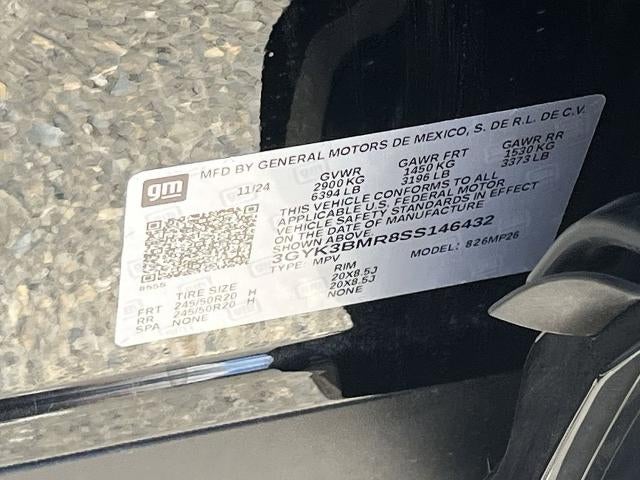 gm
MFD BY GENERAL MOTORS DE MEXICO, S. DE R.L. DE C.V.
11/24
GVWR GAWR FRT GAWR RR
2900 KG 1450 KG 1530 KG
6394 LB 3196 LB 3373 LB
THIS VEHICLE CONFORMS TO ALL
APPLICABLE U.S. FEDERAL MOTOR
VEHICLE SAFETY STANDARDS IN EFFECT
ON THE DATE OF MANUFACTURE
SHOWN ABOVE.
3GYK3BMR8SS146432
TYPE: MPV MODEL: 826MP26
8555
TIRE SIZE RIM
FRT 245/50R20 H 20X8.5J
RR 245/50R20 H 20X8.5J
SPA NONE NONE